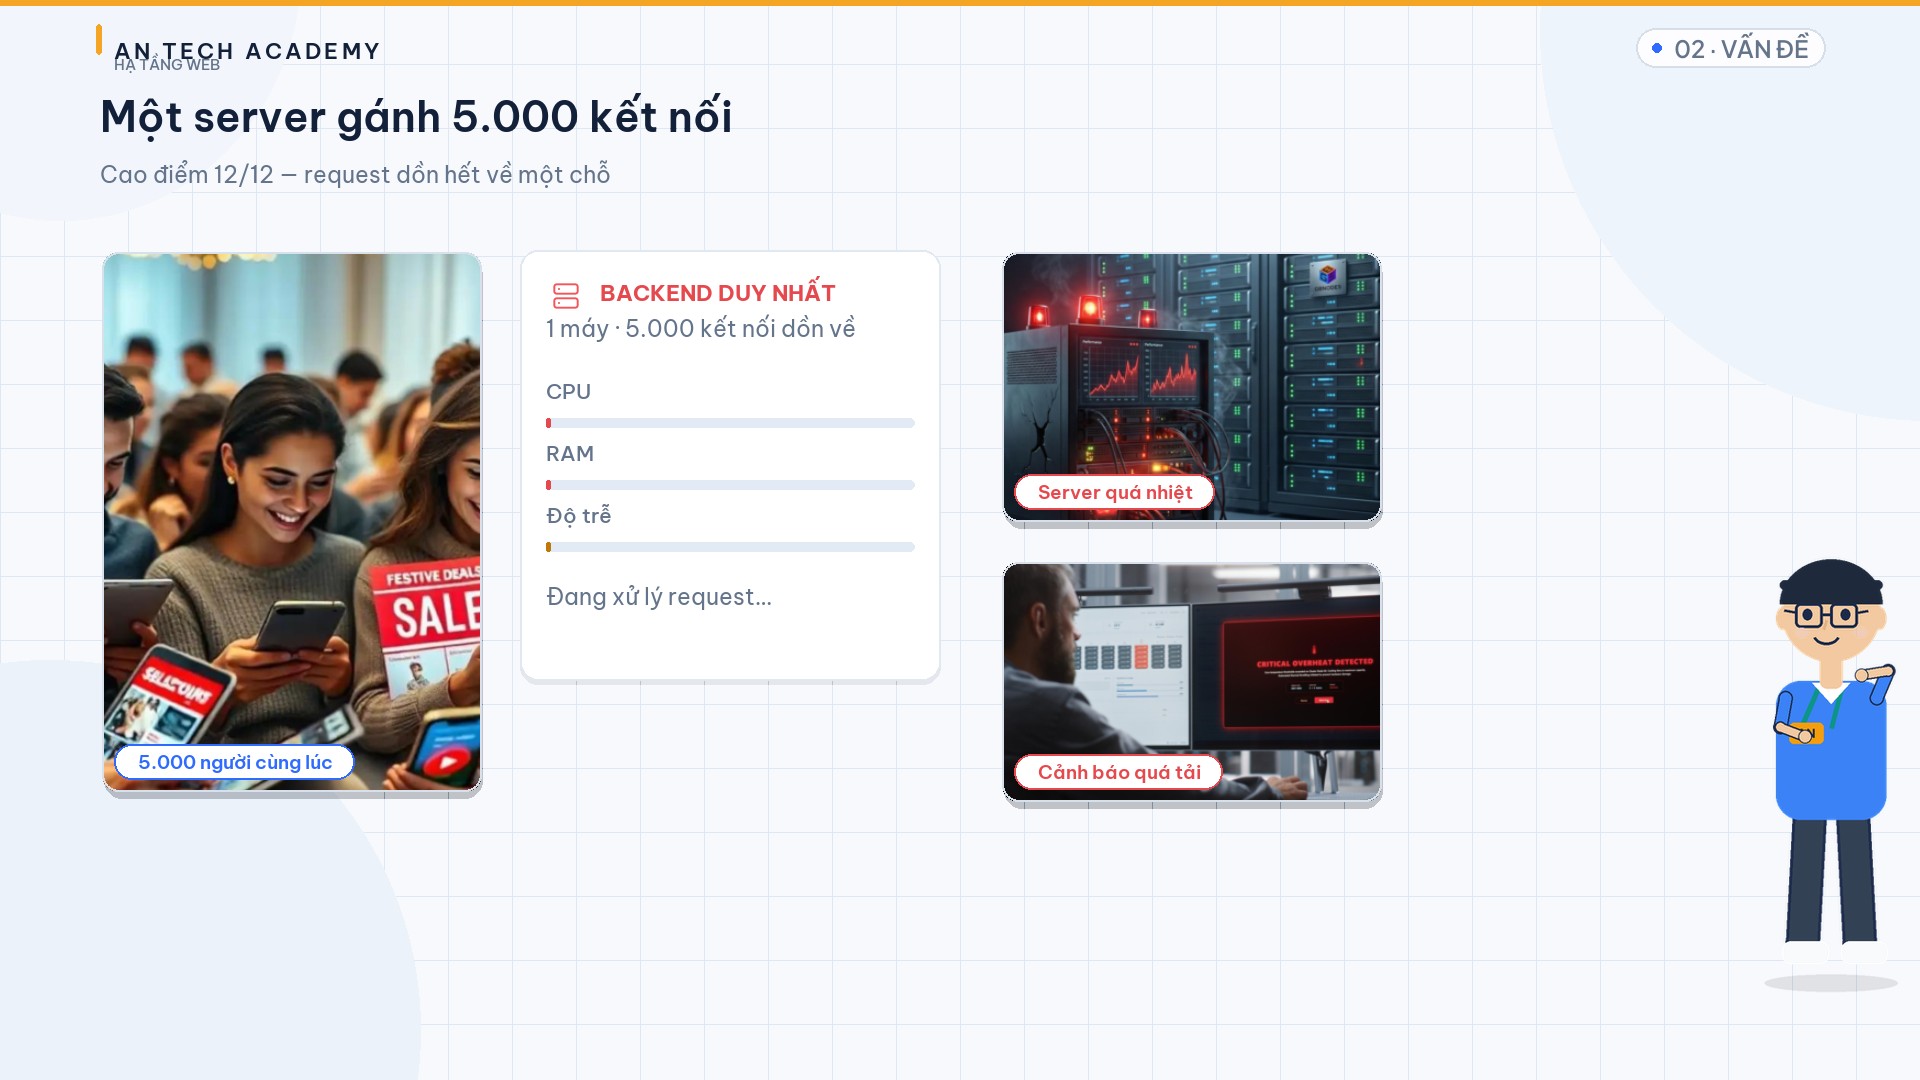 AN TECH ACADEMY
HẠ TẦNG WEB
02 · VẤN ĐỀ
Một server gánh 5.000 kết nối
Cao điểm 12/12 — request dồn hết về một chỗ
FESTIVE DEALS
SALE
5.000 người cùng lúc
BACKEND DUY NHẤT
1 máy · 5.000 kết nối dồn về
CPU
RAM
Độ trễ
Đang xử lý request...
Server quá nhiệt
CRITICAL OVERHEAT DETECTED
Cảnh báo quá tải